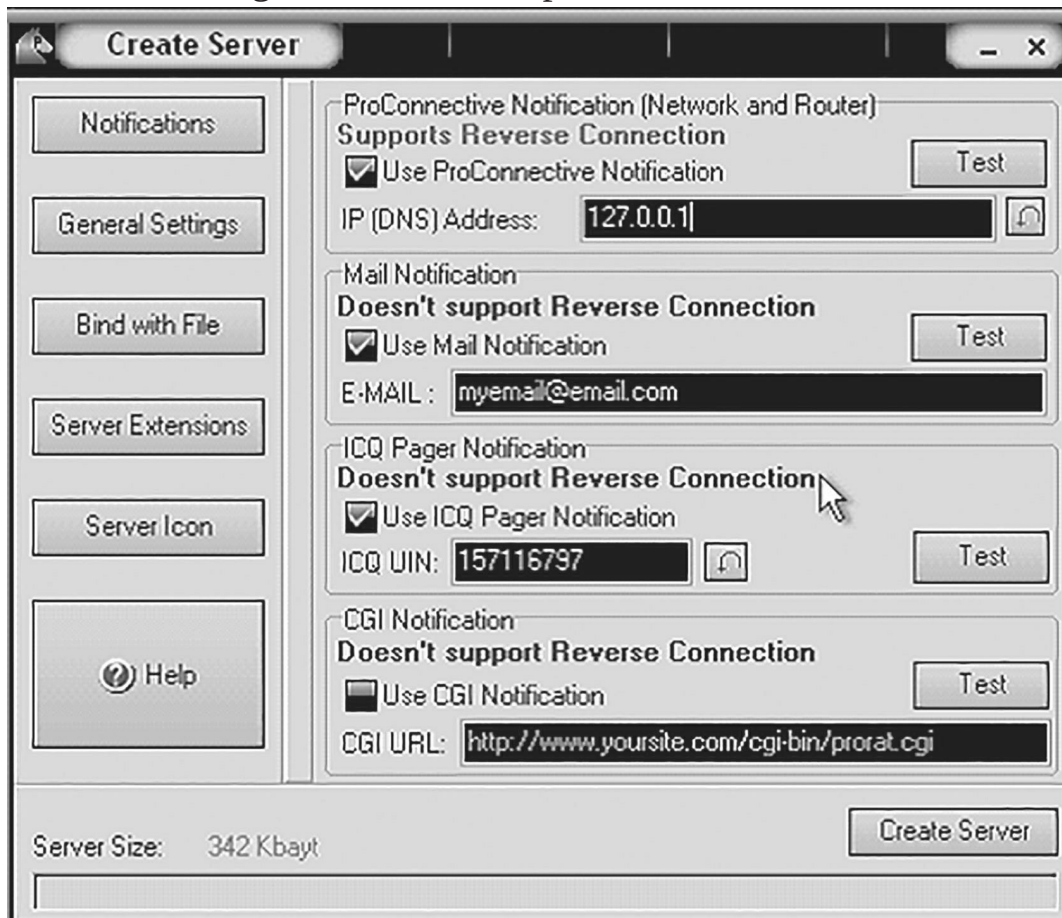 Create Server
Notifications
General Settings
Bind with File
Server Extensions
Server Icon
Help
ProConnective Notification (Network and Router)
Supports Reverse Connection
Use ProConnective Notification
Test
IP (DNS) Address: 127.0.0.1
Mail Notification
Doesn't support Reverse Connection
Use Mail Notification
Test
E-MAIL : myemail@email.com
ICQ Pager Notification
Doesn't support Reverse Connection
Use ICQ Pager Notification
ICQ UIN: 157116797
Test
CGI Notification
Doesn't support Reverse Connection
Use CGI Notification
Test
CGI URL: http://www.yoursite.com/cgi-bin/prorat.cgi
Server Size: 342 Kbayt
Create Server